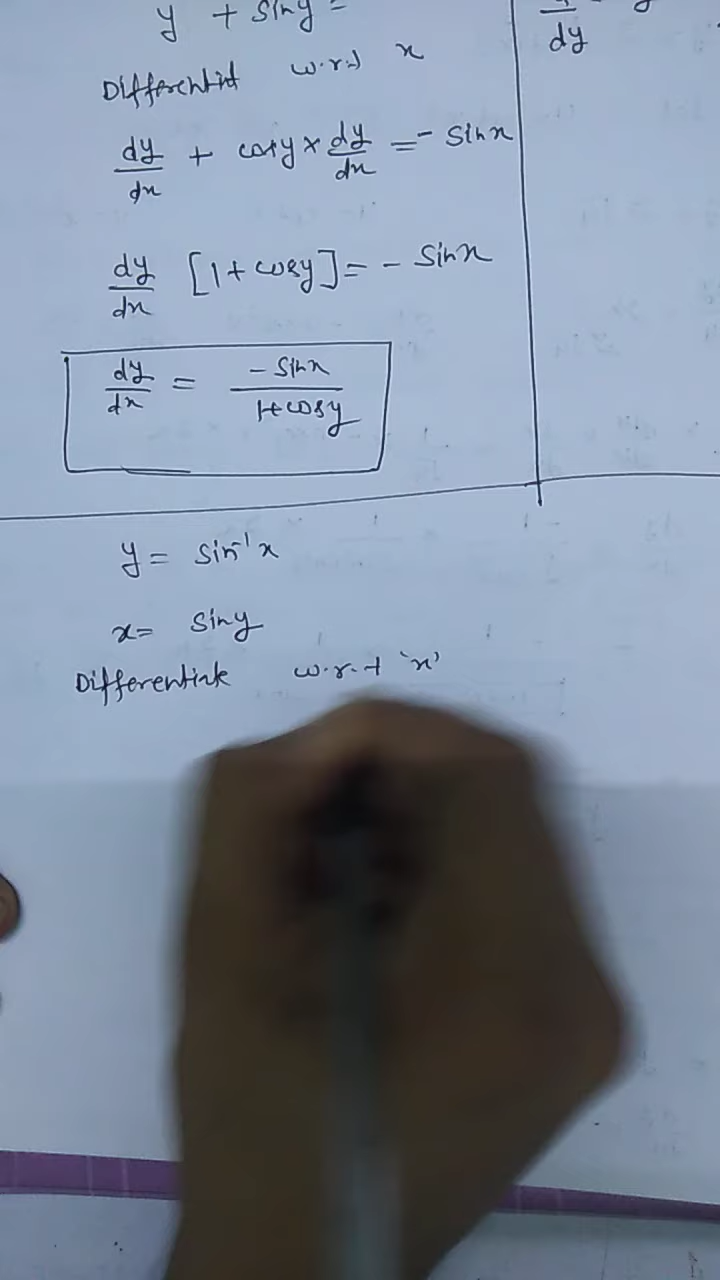 y + siny =
Differentiat w.r.t x
dy/dx + cosy × dy/dx = - sinx
dy/dx [1 + cosy] = - sinx
dy/dx = - sinx / 1+cosy
y = sin⁻¹x
x = siny
Differentiate w.r.t 'x'
dy